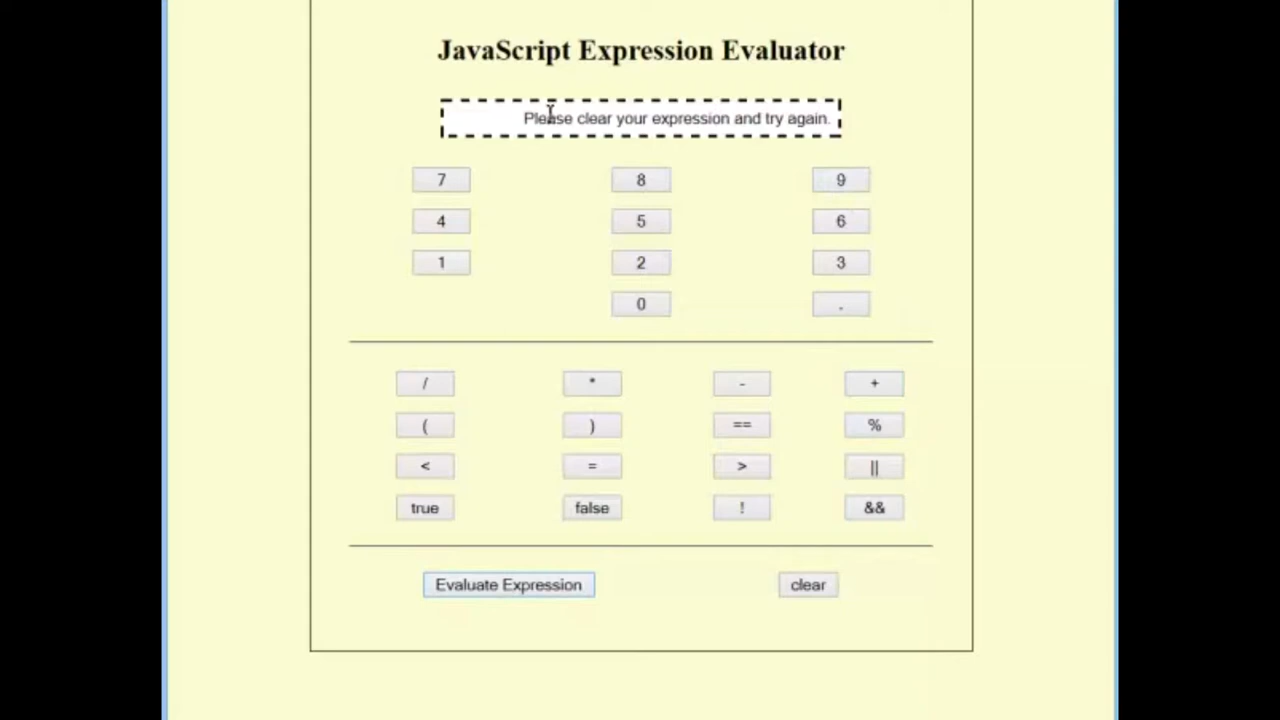 JavaScript Expression Evaluator
Please clear your expression and try again.
7 8 9
4 5 6
1 2 3
0 .
/ * - +
( ) == %
< = > ||
true false ! &&
Evaluate Expression clear